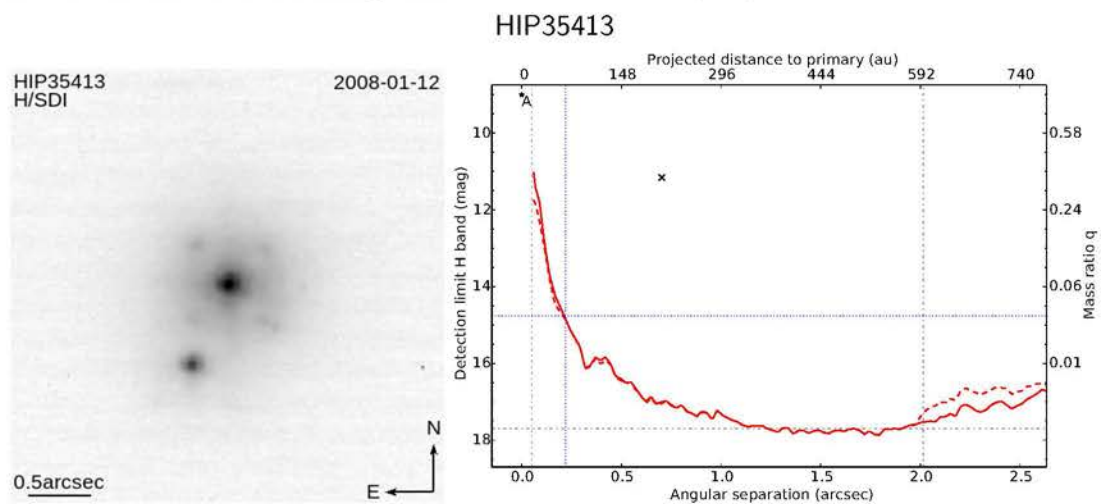 HIP35413
HIP35413
H/SDI
2008-01-12
N
E
0.5arcsec
Projected distance to primary (au)
0 148 296 444 592 740
A
Detection limit H band (mag)
10
12
14
16
18
Mass ratio q
0.58
0.24
0.06
0.01
0.0 0.5 1.0 1.5 2.0 2.5
Angular separation (arcsec)